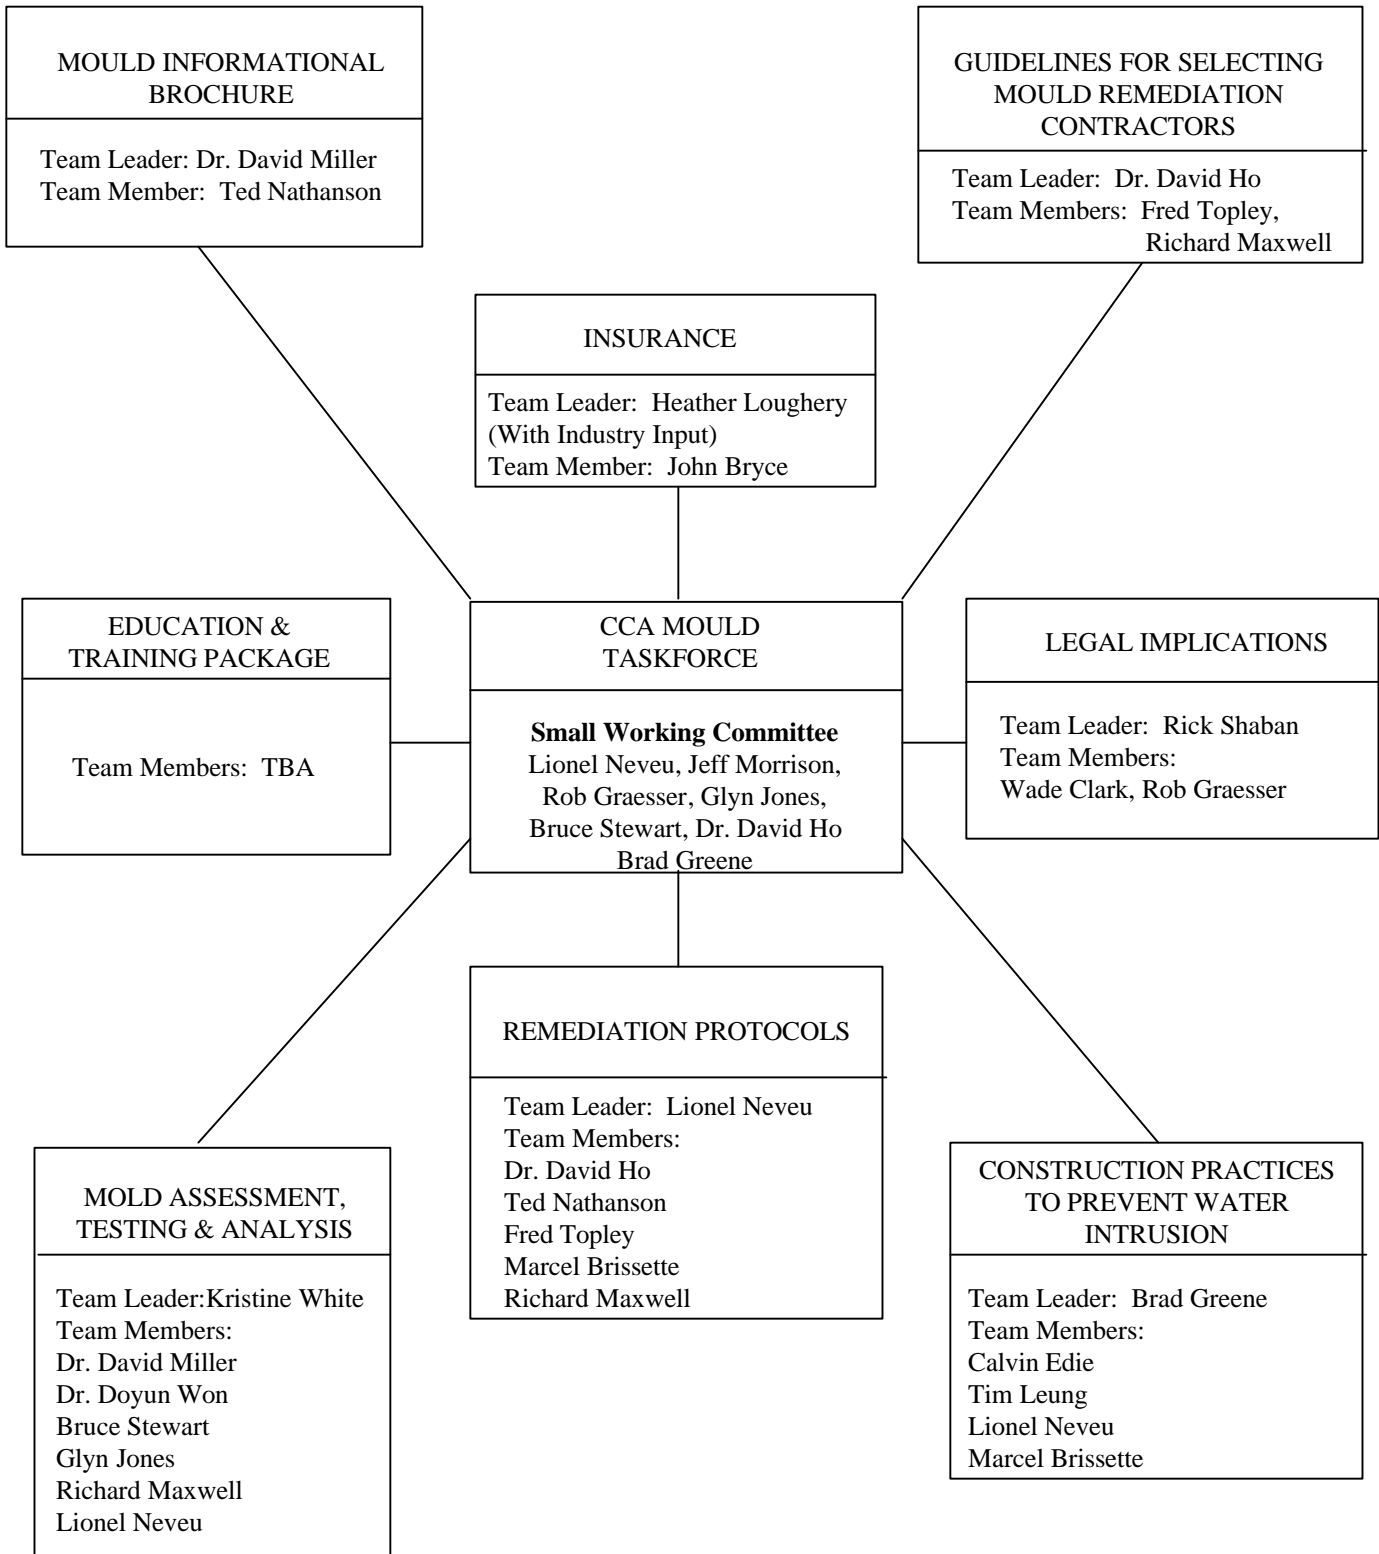 MOULD INFORMATIONAL
BROCHURE
Team Leader: Dr. David Miller
Team Member: Ted Nathanson
GUIDELINES FOR SELECTING
MOULD REMEDIATION
CONTRACTORS
Team Leader: Dr. David Ho
Team Members: Fred Topley,
Richard Maxwell
INSURANCE
Team Leader: Heather Loughery
(With Industry Input)
Team Member: John Bryce
EDUCATION &
TRAINING PACKAGE
Team Members: TBA
CCA MOULD
TASKFORCE
Small Working Committee
Lionel Neveu, Jeff Morrison,
Rob Graesser, Glyn Jones,
Bruce Stewart, Dr. David Ho
Brad Greene
LEGAL IMPLICATIONS
Team Leader: Rick Shaban
Team Members:
Wade Clark, Rob Graesser
MOLD ASSESSMENT,
TESTING & ANALYSIS
Team Leader:Kristine White
Team Members:
Dr. David Miller
Dr. Doyun Won
Bruce Stewart
Glyn Jones
Richard Maxwell
Lionel Neveu
REMEDIATION PROTOCOLS
Team Leader: Lionel Neveu
Team Members:
Dr. David Ho
Ted Nathanson
Fred Topley
Marcel Brissette
Richard Maxwell
CONSTRUCTION PRACTICES
TO PREVENT WATER
INTRUSION
Team Leader: Brad Greene
Team Members:
Calvin Edie
Tim Leung
Lionel Neveu
Marcel Brissette